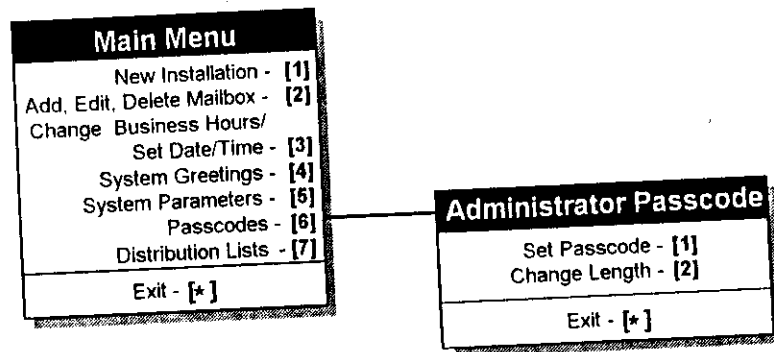 Main Menu
New Installation - [1]
Add, Edit, Delete Mailbox - [2]
Change Business Hours/
Set Date/Time - [3]
System Greetings - [4]
System Parameters - [5]
Passcodes - [6]
Distribution Lists - [7]
Exit - [*]
Administrator Passcode
Set Passcode - [1]
Change Length - [2]
Exit - [*]